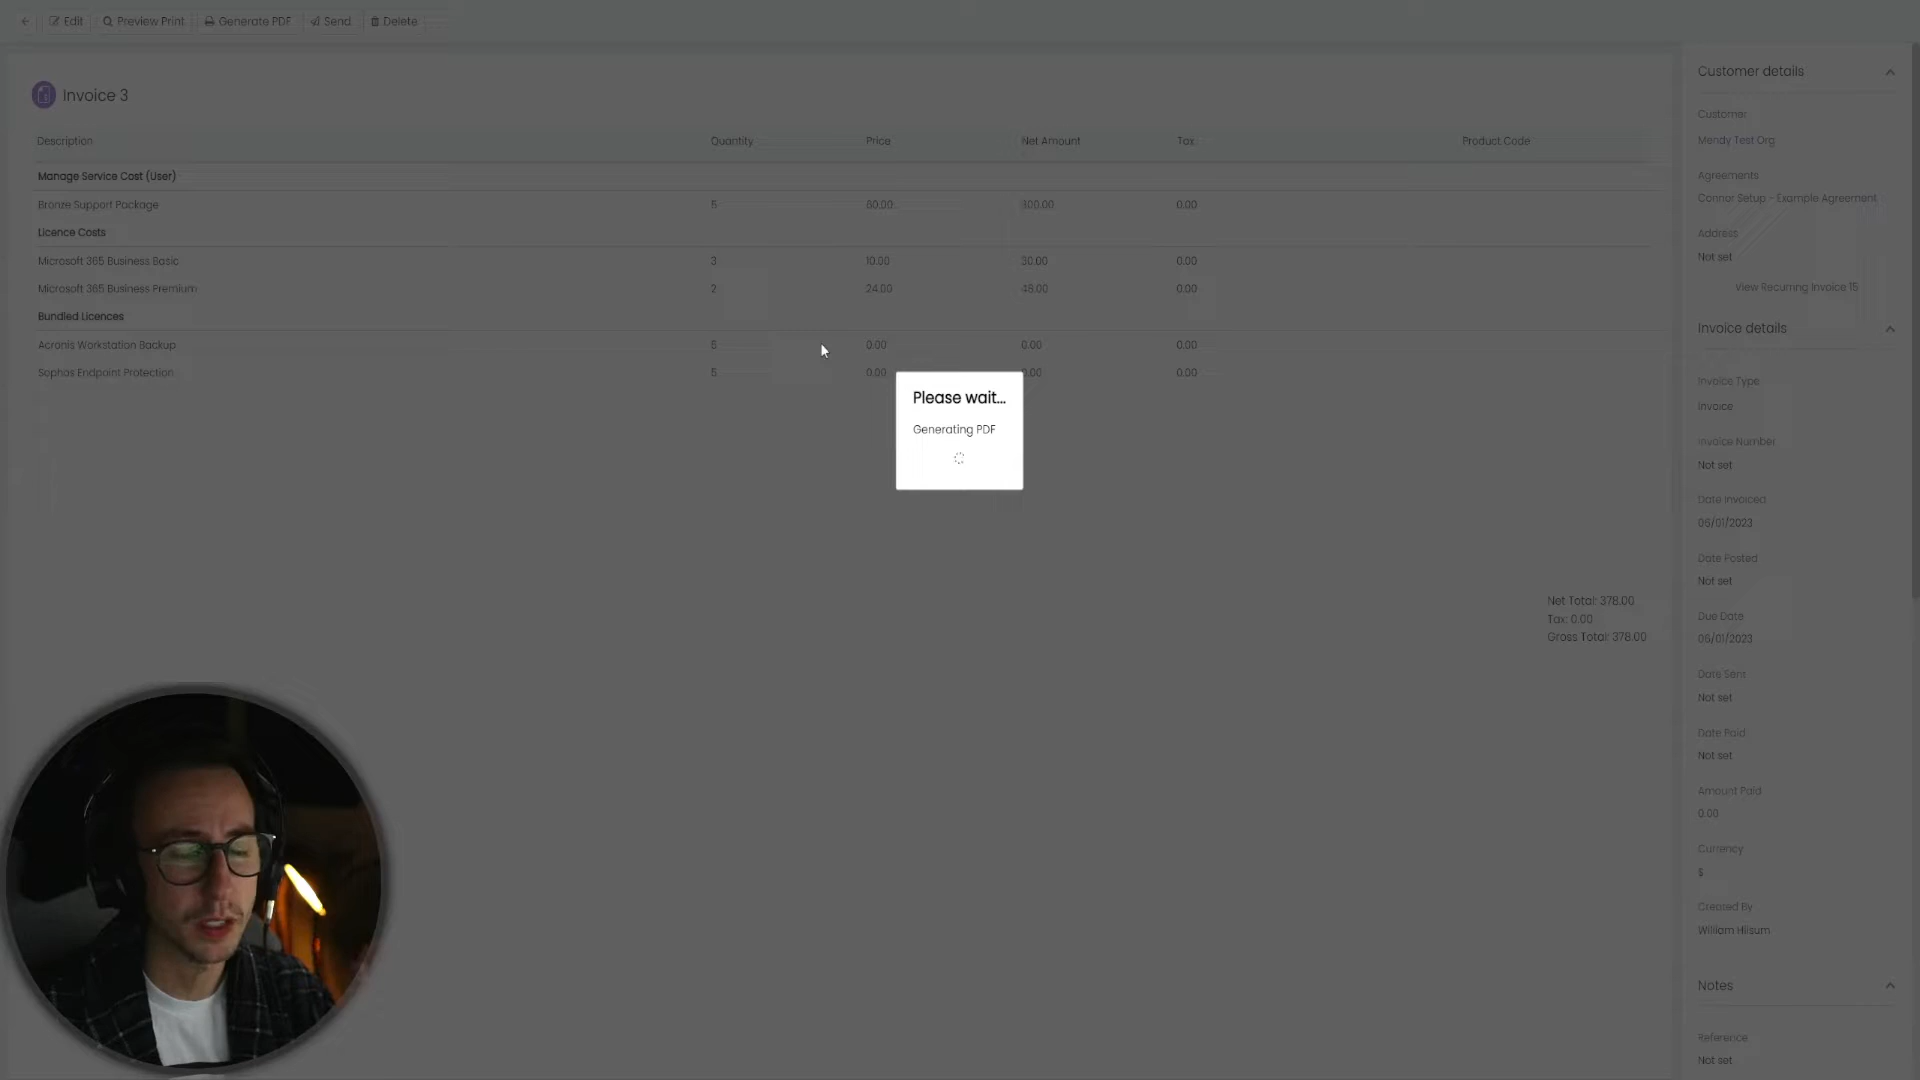 Edit Preview Print Generate PDF Send Delete
Invoice 3
Description Quantity Price Net Amount Tax Product Code
Manage Service Cost (User)
Bronze Support Package 5 60.00 300.00 0.00
Licence Costs
Microsoft 365 Business Basic 3 10.00 30.00 0.00
Microsoft 365 Business Premium 2 24.00 48.00 0.00
Bundled Licences
Acronis Workstation Backup 5 0.00 0.00 0.00
Sophos Endpoint Protection 5 0.00 0.00 0.00
Please wait...
Generating PDF
Net Total: 378.00
Tax: 0.00
Gross Total: 378.00
Customer details
Customer
Mendy Test Org
Agreements
Connor Setup - Example Agreement
Address
Not set
View Recurring Invoice 15
Invoice details
Invoice Type
Invoice
Invoice Number
Not set
Date Invoiced
06/01/2023
Date Posted
Not set
Due Date
06/01/2023
Date Sent
Not set
Date Paid
Not set
Amount Paid
0.00
Currency
$
Created By
William Hilsum
Notes
Reference
Not set